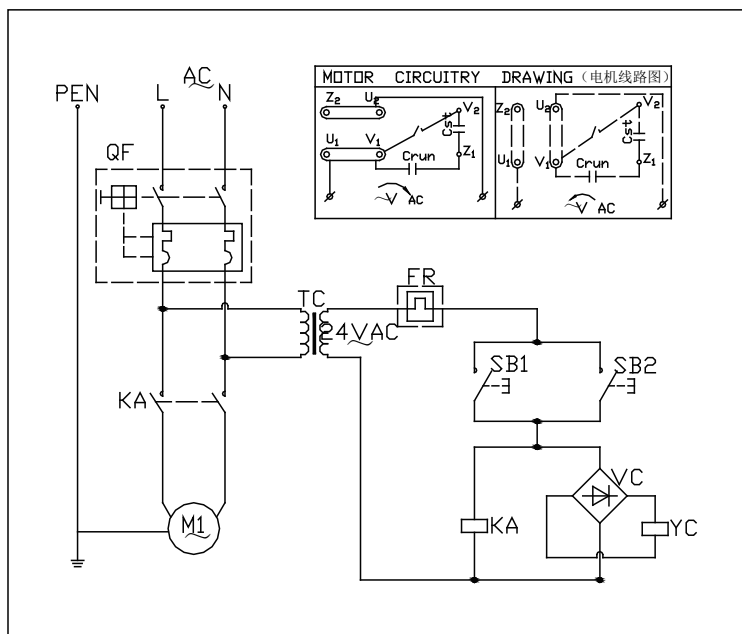 MOTOR CIRCUITRY DRAWING (电机线路图)
Z2 U2 V2
Cst
U1 V1 Z1
Crun
V AC
Z2 U2 V2
Cst
U1 V1 Z1
Crun
V AC
PEN L AC N
QF
TC
24VAC
FR
SB1
SB2
KA
M1
KA
VC
YC